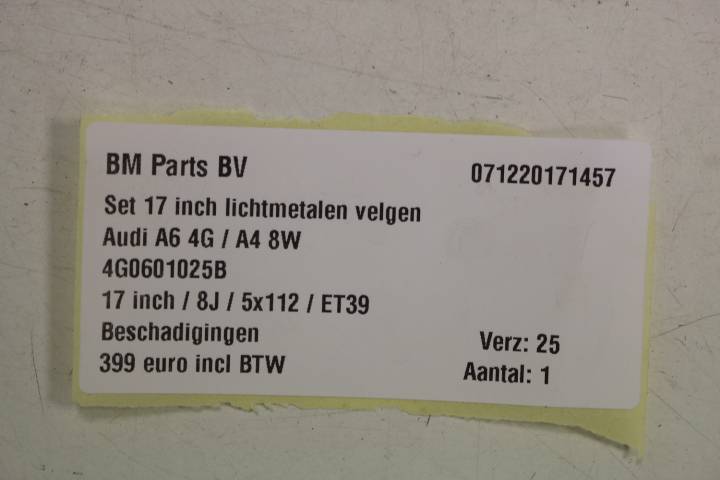 BM Parts BV 071220171457
Set 17 inch lichtmetalen velgen
Audi A6 4G / A4 8W
4G0601025B
17 inch / 8J / 5x112 / ET39
Beschadigingen Verz: 25
399 euro incl BTW Aantal: 1